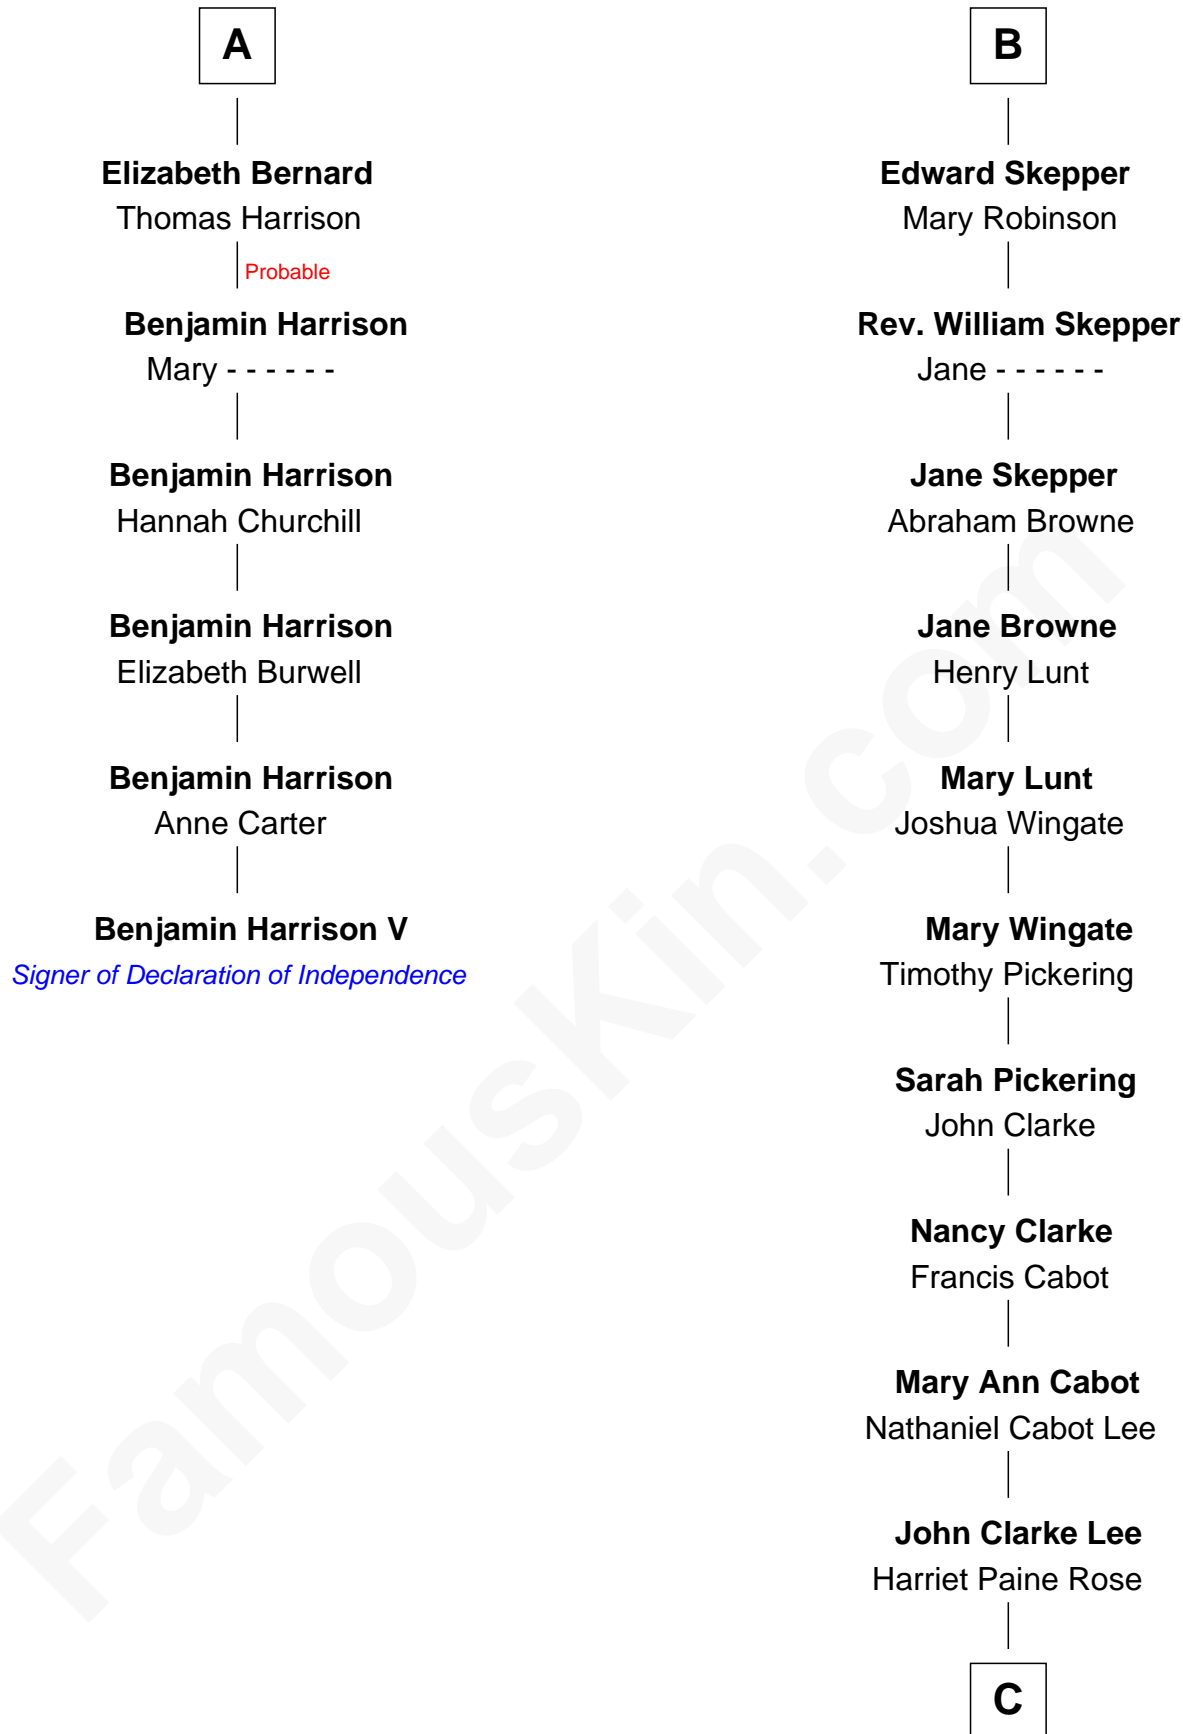 A
Elizabeth Bernard
Thomas Harrison
Probable
Benjamin Harrison
Mary - - - - - -
Benjamin Harrison
Hannah Churchill
Benjamin Harrison
Elizabeth Burwell
Benjamin Harrison
Anne Carter
Benjamin Harrison V
Signer of Declaration of Independence
B
Edward Skepper
Mary Robinson
Rev. William Skepper
Jane - - - - - -
Jane Skepper
Abraham Browne
Jane Browne
Henry Lunt
Mary Lunt
Joshua Wingate
Mary Wingate
Timothy Pickering
Sarah Pickering
John Clarke
Nancy Clarke
Francis Cabot
Mary Ann Cabot
Nathaniel Cabot Lee
John Clarke Lee
Harriet Paine Rose
C
FamousKin.com